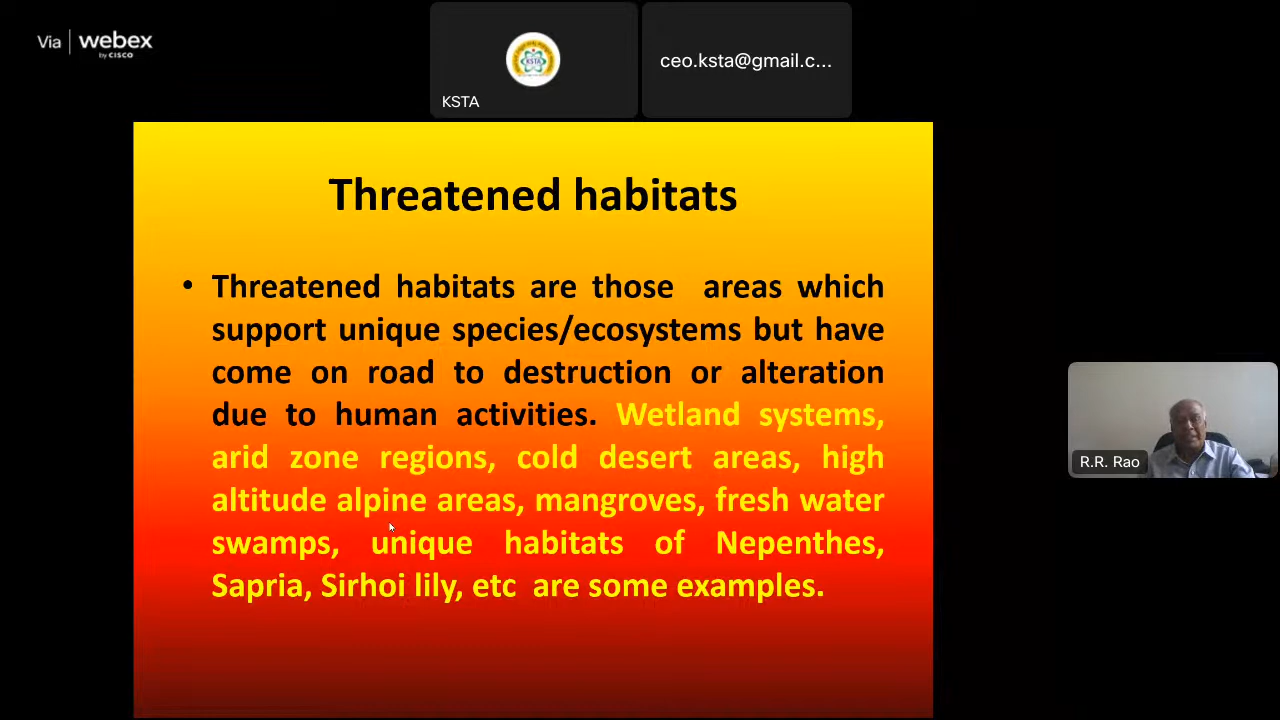 Via webex
by CISCO
KSTA
KSTA
ceo.ksta@gmail.c...
Threatened habitats
• Threatened habitats are those areas which
support unique species/ecosystems but have
come on road to destruction or alteration
due to human activities. Wetland systems,
arid zone regions, cold desert areas, high
altitude alpine areas, mangroves, fresh water
swamps, unique habitats of Nepenthes,
Sapria, Sirhoi lily, etc are some examples.
R.R. Rao